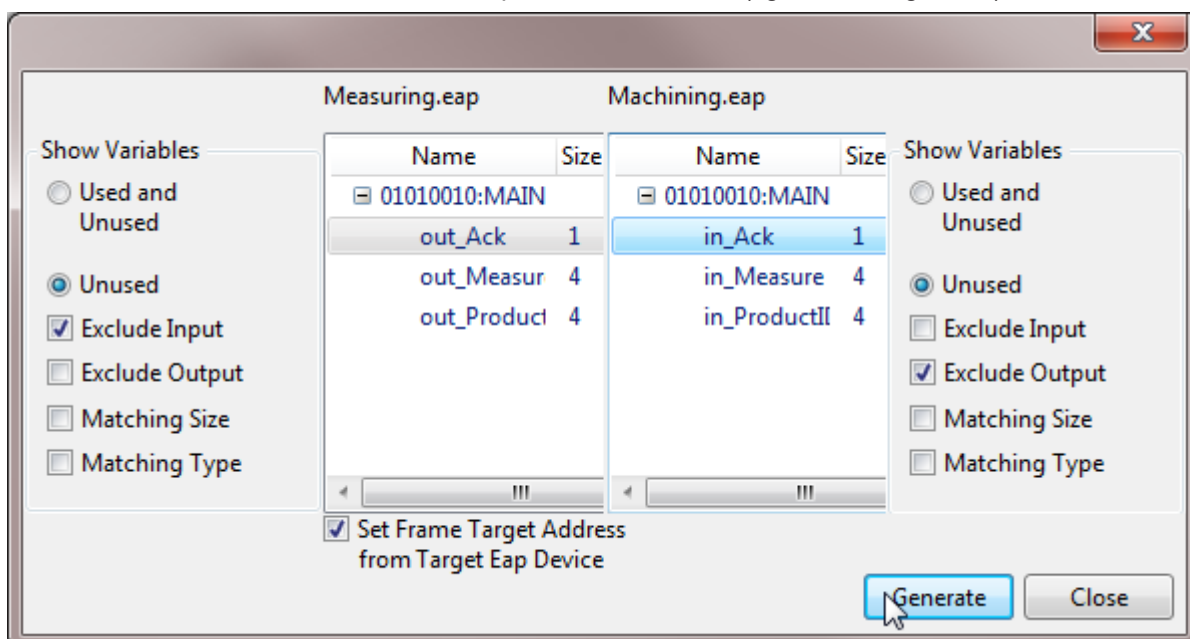 Measuring.eap Machining.eap
Show Variables
Used and
Unused
Unused
Exclude Input
Exclude Output
Matching Size
Matching Type
Name Size
01010010:MAIN
out_Ack 1
out_Measur 4
out_Product 4
Name Size
01010010:MAIN
in_Ack 1
in_Measure 4
in_ProductII 4
Show Variables
Used and
Unused
Unused
Exclude Input
Exclude Output
Matching Size
Matching Type
Set Frame Target Address
from Target Eap Device
Generate Close